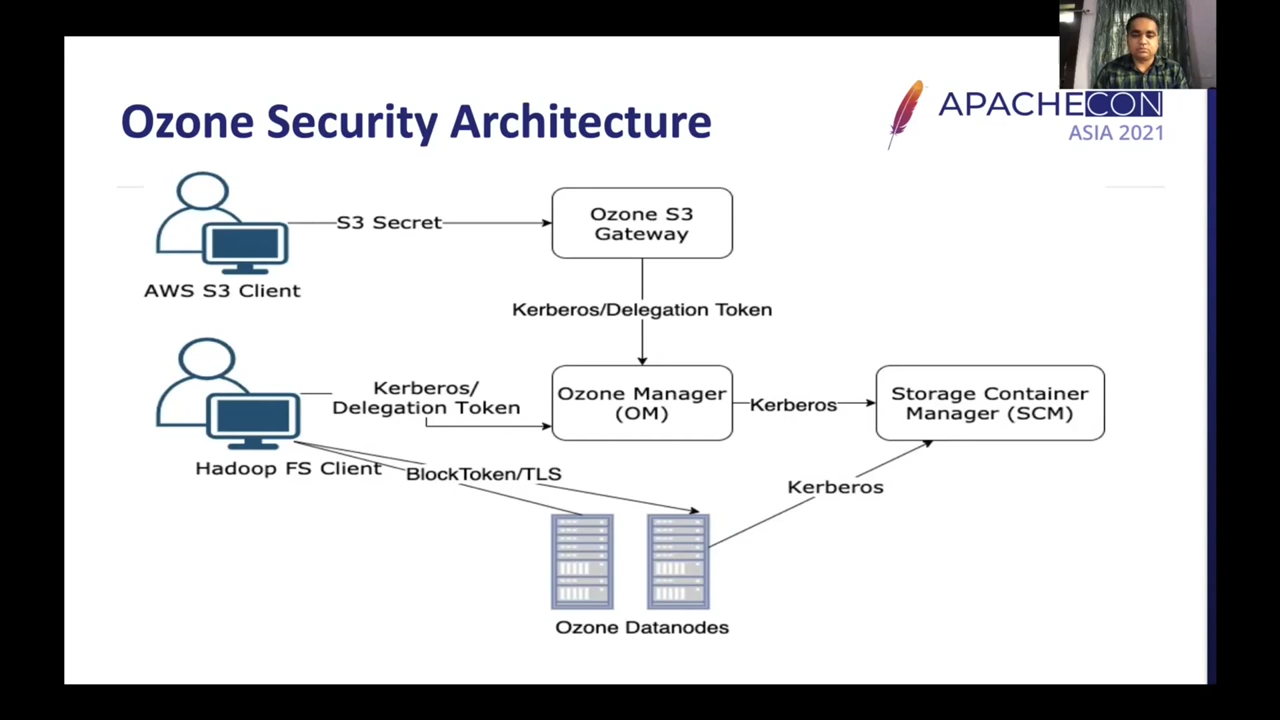 Ozone Security Architecture
APACHECON
ASIA 2021
S3 Secret
Ozone S3
Gateway
AWS S3 Client
Kerberos/Delegation Token
Kerberos/
Delegation Token
Ozone Manager
(OM)
Kerberos
Storage Container
Manager (SCM)
Hadoop FS Client
BlockToken/TLS
Kerberos
Ozone Datanodes